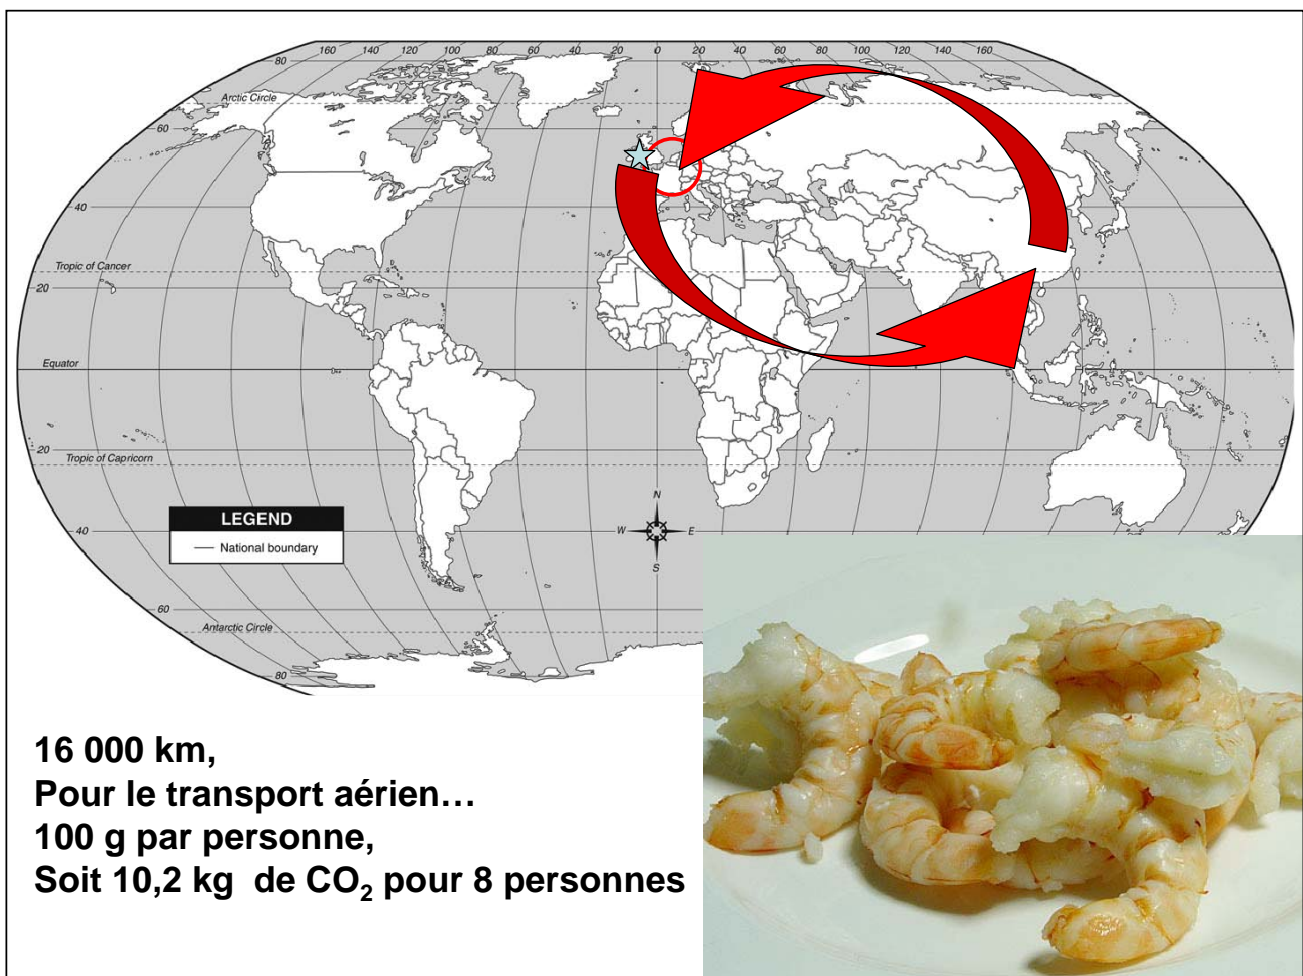 160 140 120 100 80 60 40 20 0 20 40 60 80 100 120 140 160
80
Arctic Circle
60
40
Tropic of Cancer
20
Equator
20
Tropic of Capricorn
40
60
Antarctic Circle
80
LEGEND
National boundary
N
W E
S
16 000 km,
Pour le transport aérien…
100 g par personne,
Soit 10,2 kg de CO₂ pour 8 personnes